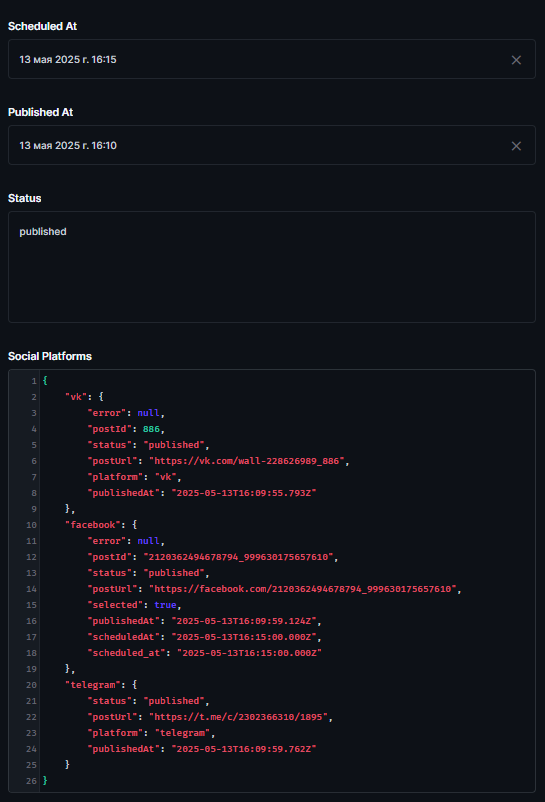 Scheduled At
13 мая 2025 г. 16:15
Published At
13 мая 2025 г. 16:10
Status
published
Social Platforms
1 {
2     "vk": {
3         "error": null,
4         "postId": 886,
5         "status": "published",
6         "postUrl": "https://vk.com/wall-228626989_886",
7         "platform": "vk",
8         "publishedAt": "2025-05-13T16:09:55.793Z"
9     },
10     "facebook": {
11         "error": null,
12         "postId": "2120362494678794_999630175657610",
13         "status": "published",
14         "postUrl": "https://facebook.com/2120362494678794_999630175657610",
15         "selected": true,
16         "publishedAt": "2025-05-13T16:09:59.124Z",
17         "scheduledAt": "2025-05-13T16:15:00.000Z",
18         "scheduled_at": "2025-05-13T16:15:00.000Z"
19     },
20     "telegram": {
21         "status": "published",
22         "postUrl": "https://t.me/c/2302366310/1895",
23         "platform": "telegram",
24         "publishedAt": "2025-05-13T16:09:59.762Z"
25     }
26 }